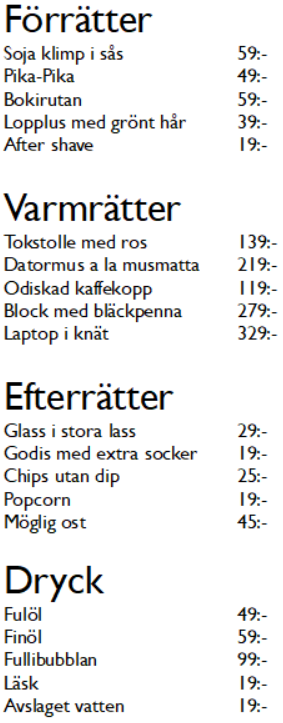 Förrätter
Soja klimp i sås 59:-
Pika-Pika 49:-
Bokirutan 59:-
Lopplus med grönt hår 39:-
After shave 19:-
Varmrätter
Tokstolle med ros 139:-
Datormus a la musmatta 219:-
Odiskad kaffekopp 119:-
Block med bläckpenna 279:-
Laptop i knät 329:-
Efterrätter
Glass i stora lass 29:-
Godis med extra socker 19:-
Chips utan dip 25:-
Popcorn 19:-
Möglig ost 45:-
Dryck
Fulöl 49:-
Finöl 59:-
Fullibubblan 99:-
Läsk 19:-
Avslaget vatten 19:-